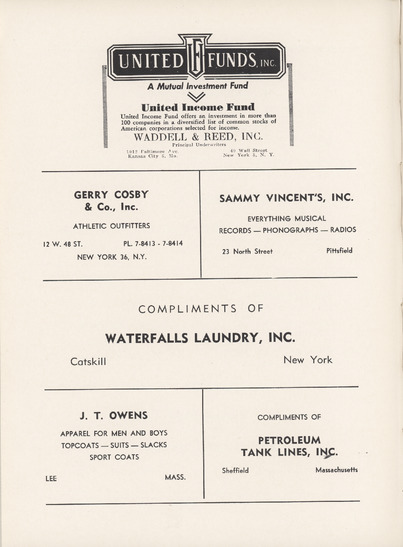 UNITED UF FUNDS, INC.
A Mutual Investment Fund
United Income Fund
United Income Fund offers an investment in more than
100 companies in a diversified list of common stocks of
American corporations selected for income.
WADDELL & REED, INC.
Principal Underwriters
Baltimore Ave. Wall Street
Kansas City Mo. New York 5, N. Y.
GERRY COSBY
& Co., Inc.
ATHLETIC OUTFITTERS
12 W. 48 ST. PL. 7-8413 - 7-8414
NEW YORK 36, N.Y.
SAMMY VINCENT'S, INC.
EVERYTHING MUSICAL
RECORDS — PHONOGRAPHS — RADIOS
23 North Street Pittsfield
COMPLIMENTS OF
WATERFALLS LAUNDRY, INC.
Catskill New York
J. T. OWENS
APPAREL FOR MEN AND BOYS
TOPCOATS — SUITS — SLACKS
SPORT COATS
LEE MASS.
COMPLIMENTS OF
PETROLEUM
TANK LINES, INC.
Sheffield Massachusetts